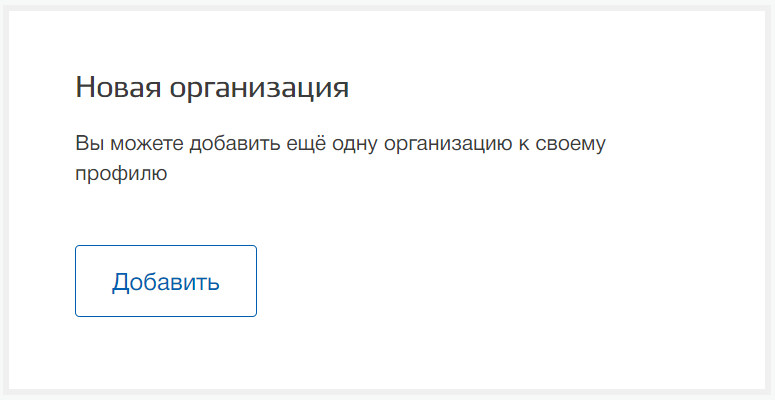 Новая организация
Вы можете добавить ещё одну организацию к своему
профилю
Добавить